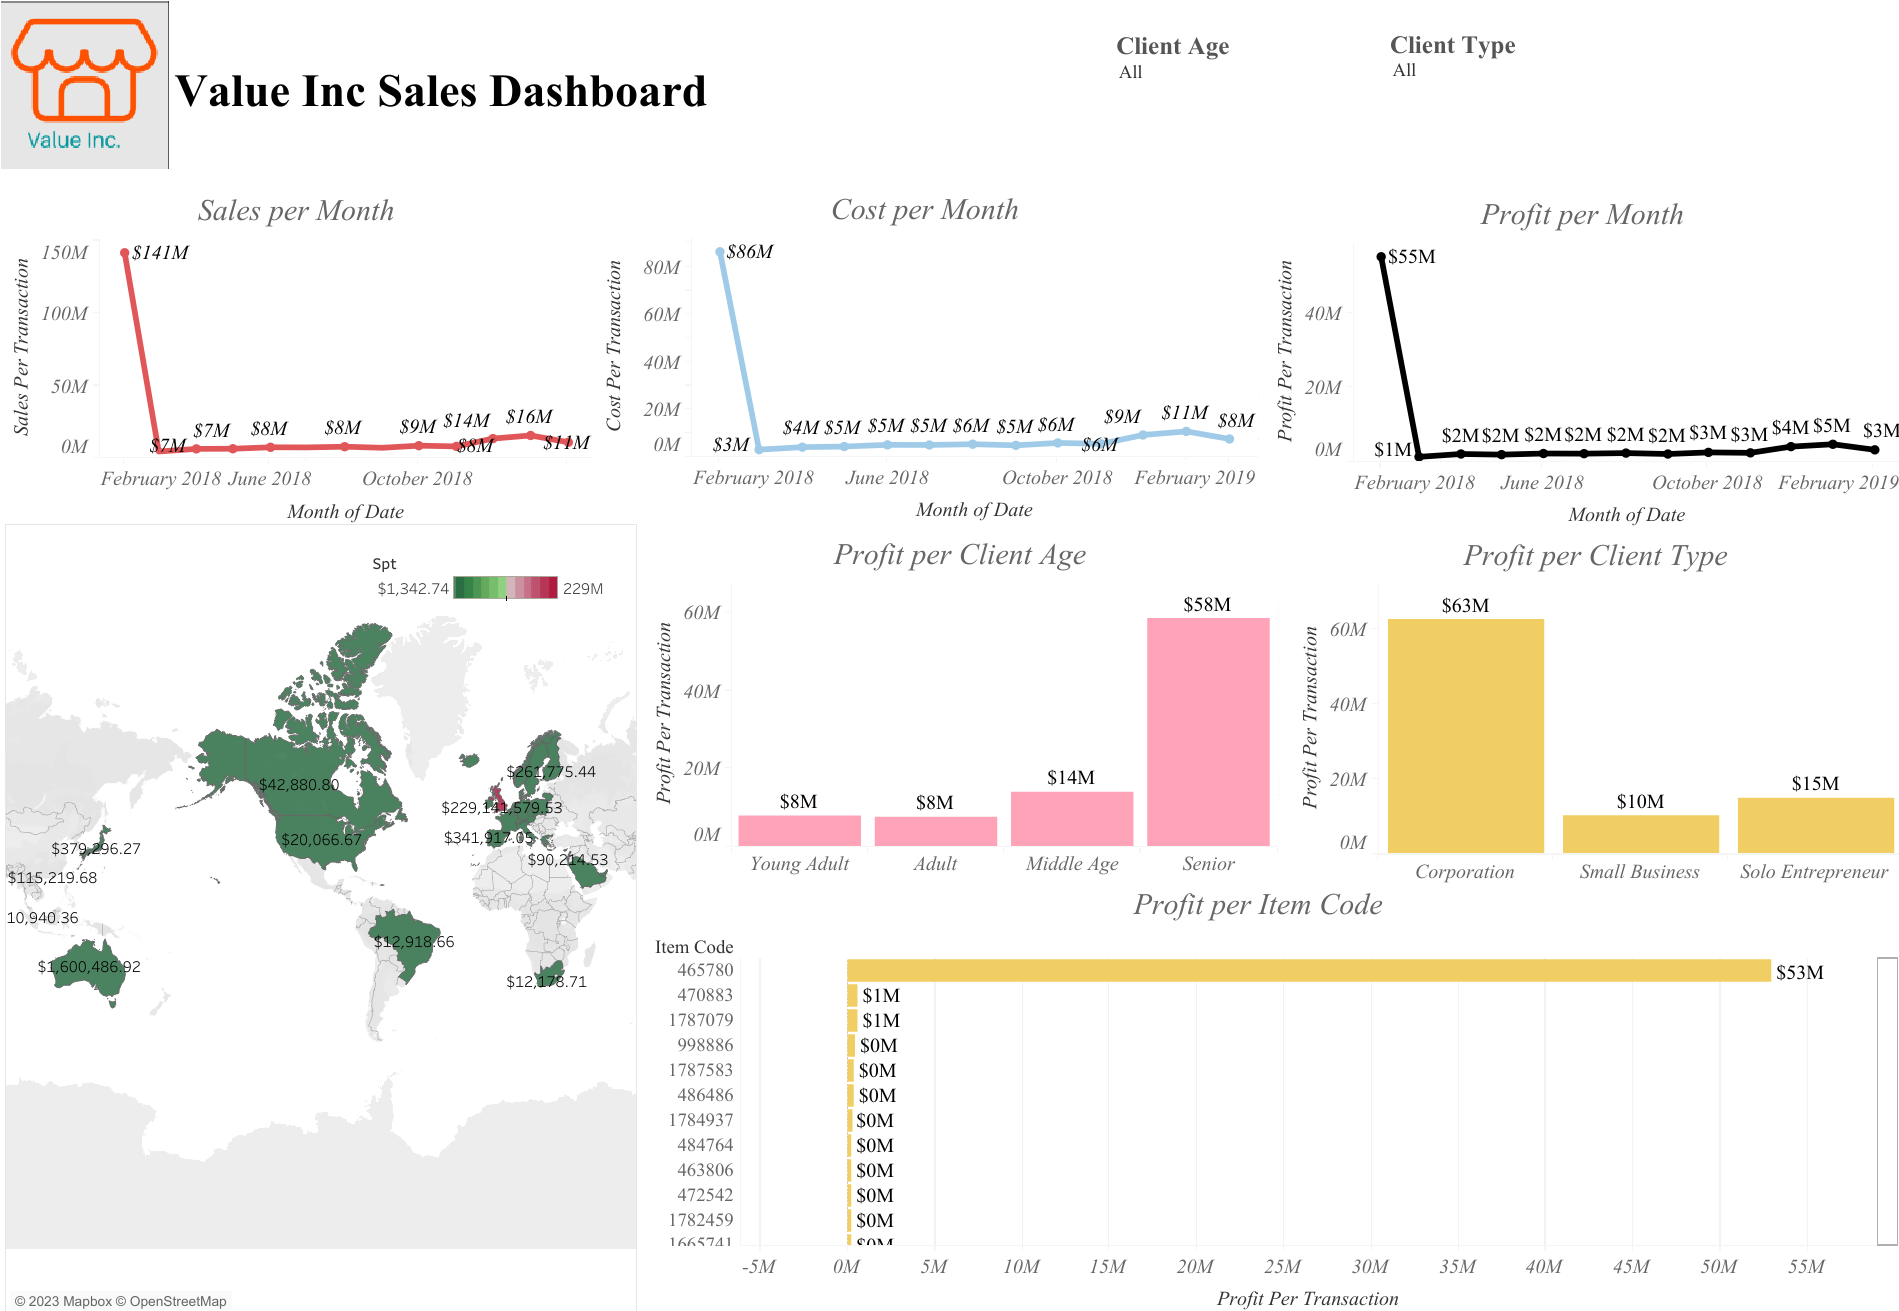 Value Inc.
Value Inc Sales Dashboard
Client Age
All
Client Type
All
Sales per Month
Sales Per Transaction
150M
100M
50M
0M
$141M
$7M
$7M
$8M
$8M
$9M
$14M
$8M
$16M
$11M
February 2018
June 2018
October 2018
Month of Date
Cost per Month
Cost Per Transaction
80M
60M
40M
20M
0M
$86M
$3M
$4M
$5M
$5M
$5M
$6M
$5M
$6M
$6M
$9M
$11M
$8M
February 2018
June 2018
October 2018
February 2019
Month of Date
Profit per Month
Profit Per Transaction
40M
20M
0M
$55M
$1M
$2M
$2M
$2M
$2M
$2M
$2M
$3M
$3M
$4M
$5M
$3M
February 2018
June 2018
October 2018
February 2019
Month of Date
Spt
$1,342.74
229M
$42,880.80
$20,066.67
$261,775.44
$229,141,579.53
$341,917.05
$90,214.53
$379,296.27
$115,219.68
10,940.36
$1,600,486.92
$12,918.66
$12,178.71
© 2023 Mapbox © OpenStreetMap
Profit per Client Age
Profit Per Transaction
60M
40M
20M
0M
$8M
$8M
$14M
$58M
Young Adult
Adult
Middle Age
Senior
Profit per Client Type
Profit Per Transaction
60M
40M
20M
0M
$63M
$10M
$15M
Corporation
Small Business
Solo Entrepreneur
Profit per Item Code
Item Code
465780 $53M
470883 $1M
1787079 $1M
998886 $0M
1787583 $0M
486486 $0M
1784937 $0M
484764 $0M
463806 $0M
472542 $0M
1782459 $0M
1665741 $0M
-5M 0M 5M 10M 15M 20M 25M 30M 35M 40M 45M 50M 55M
Profit Per Transaction